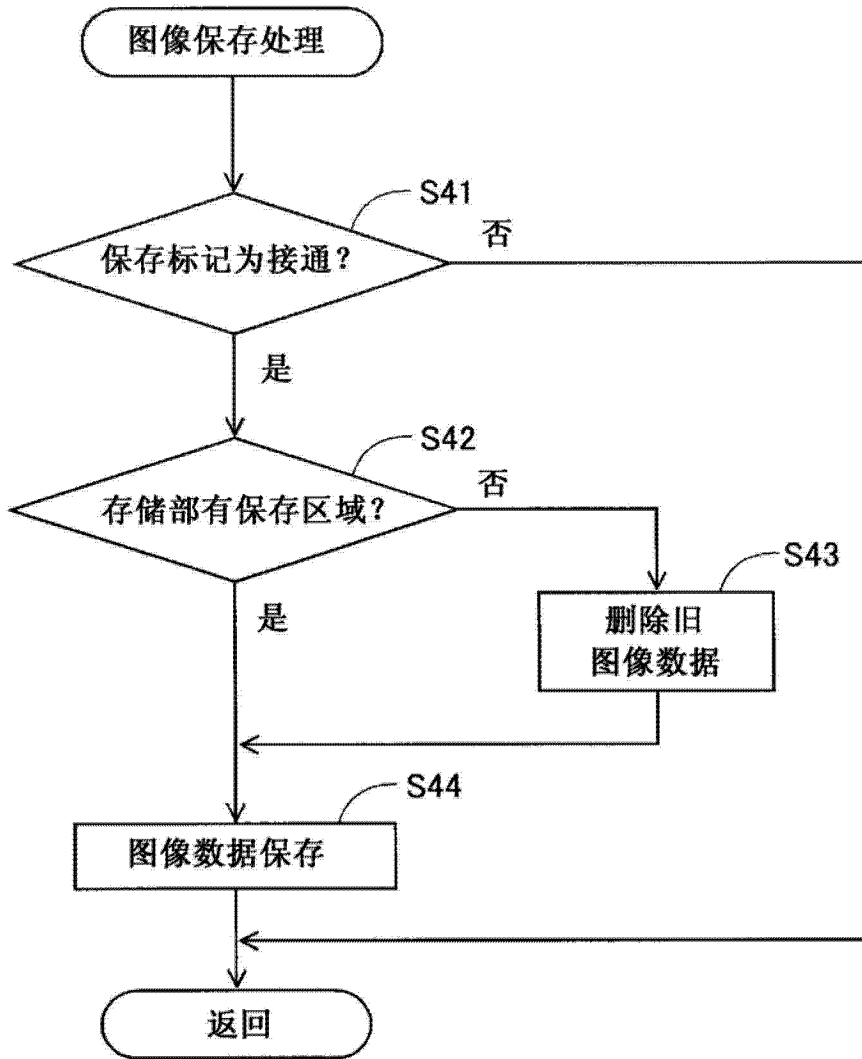 图像保存处理
S41
否
保存标记为接通?
是
S42
否
存储部有保存区域?
S43
是
删除旧
图像数据
S44
图像数据保存
返回